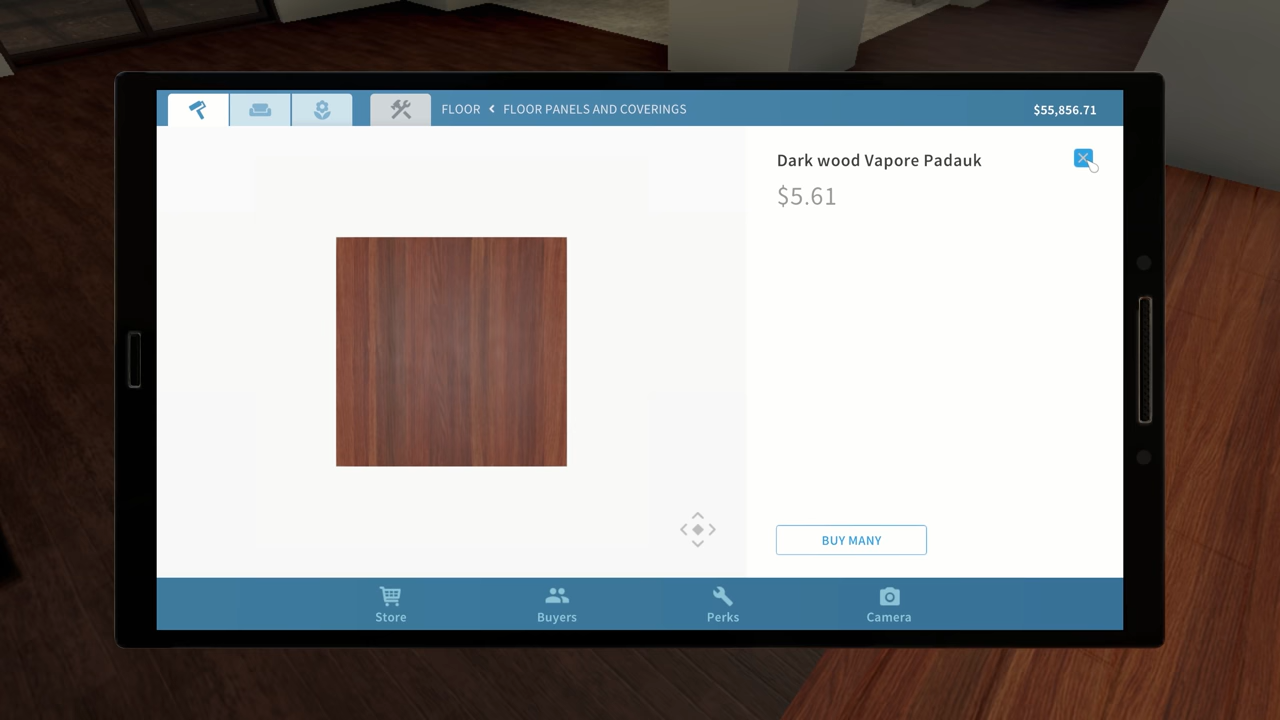 FLOOR < FLOOR PANELS AND COVERINGS
$55,856.71
Dark wood Vapore Padauk
$5.61
BUY MANY
Store
Buyers
Perks
Camera